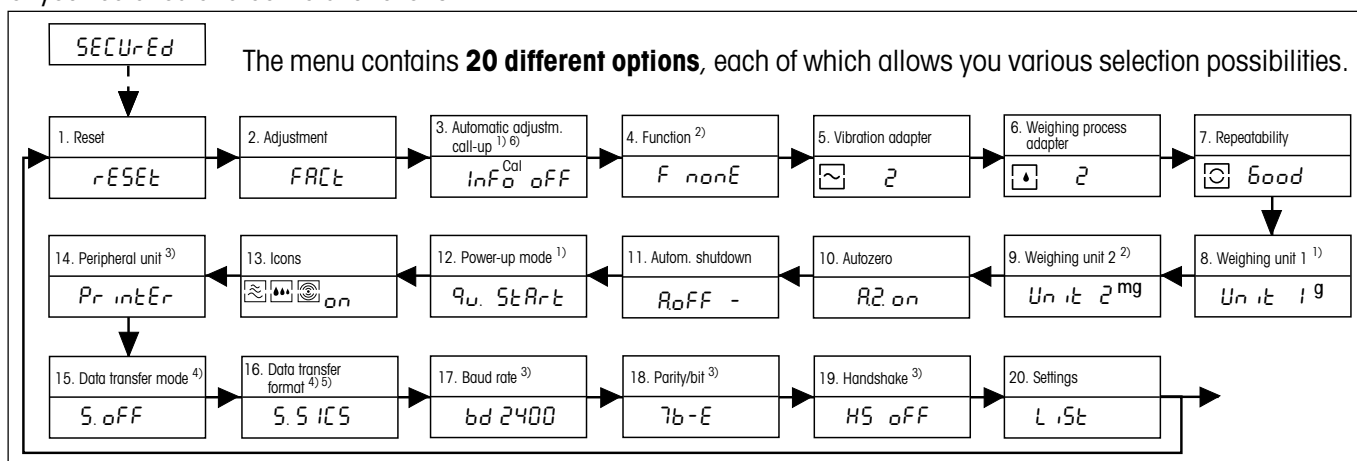 SECUrEd
The menu contains 20 different options, each of which allows you various selection possibilities.
1. Reset
rESEt
2. Adjustment
FACt
3. Automatic adjustm.
call-up 1) 6)
Cal
InFo oFF
4. Function 2)
F nonE
5. Vibration adapter
2
6. Weighing process
adapter
2
7. Repeatability
Good
8. Weighing unit 1 1)
Unit 1 g
9. Weighing unit 2 2)
Unit 2 mg
10. Autozero
A.Z. on
11. Autom. shutdown
A.oFF -
12. Power-up mode 1)
qu. StArt
13. Icons
on
14. Peripheral unit 3)
PrintEr
15. Data transfer mode 4)
S. oFF
16. Data transfer
format 4) 5)
S. SICS
17. Baud rate 3)
bd 2400
18. Parity/bit 3)
7b-E
19. Handshake 3)
HS oFF
20. Settings
LiSt